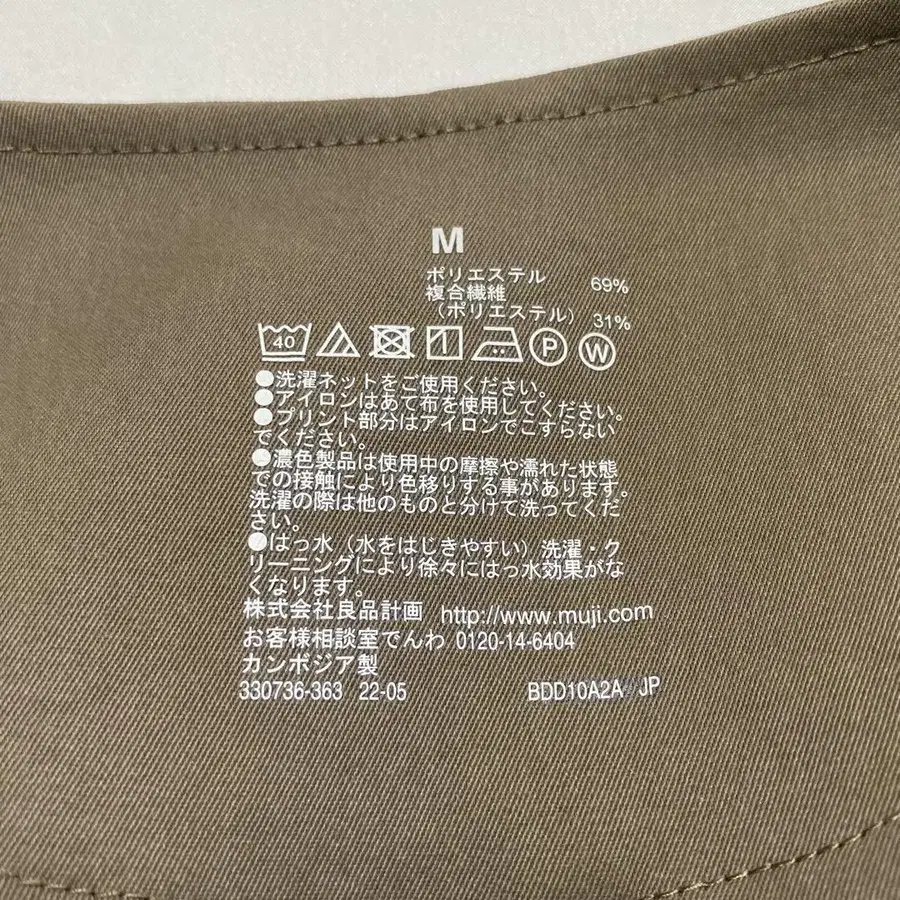 M
ポリエステル 69%
複合繊維
（ポリエステル） 31%
40 P W
●洗濯ネットをご使用ください。
●アイロンはあて布を使用してください。
●プリント部分はアイロンでこすらない
でください。
●濃色製品は使用中の摩擦や濡れた状態
での接触により色移りする事があります。
洗濯の際は他のものと分けて洗ってくだ
さい。
●はっ水（水をはじきやすい）洗濯・ク
リーニングにより徐々にはっ水効果がな
くなります。
株式会社良品計画 http://www.muji.com
お客様相談室でんわ 0120-14-6404
カンボジア製
330736-363 22-05 BDD10A2A JP